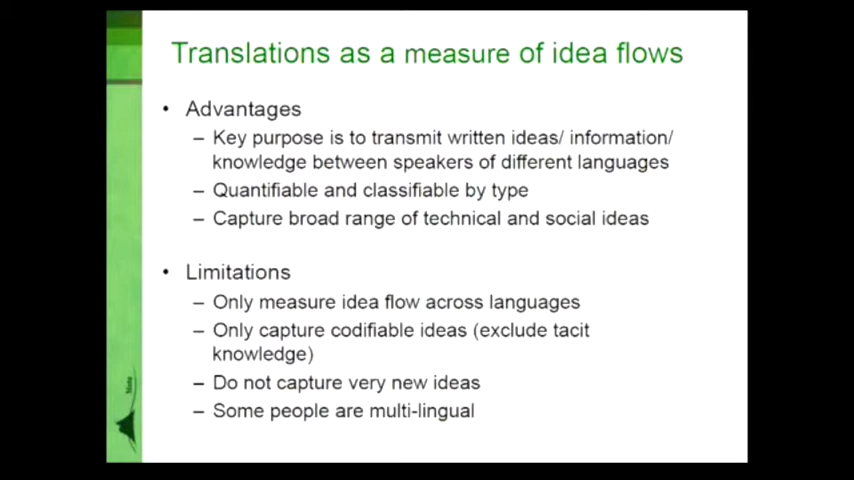 Translations as a measure of idea flows
• Advantages
– Key purpose is to transmit written ideas/ information/
knowledge between speakers of different languages
– Quantifiable and classifiable by type
– Capture broad range of technical and social ideas
• Limitations
– Only measure idea flow across languages
– Only capture codifiable ideas (exclude tacit
knowledge)
– Do not capture very new ideas
– Some people are multi-lingual
Motu